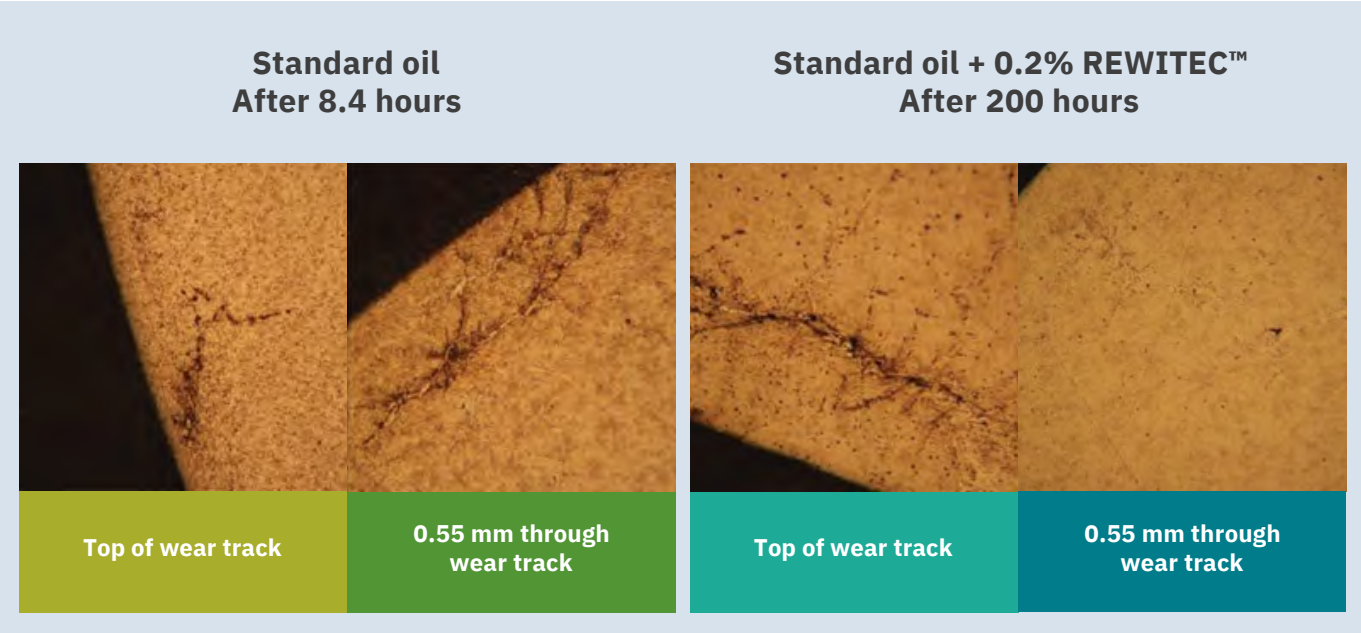 Standard oil
After 8.4 hours
Standard oil + 0.2% REWITEC™
After 200 hours
Top of wear track
0.55 mm through
wear track
Top of wear track
0.55 mm through
wear track